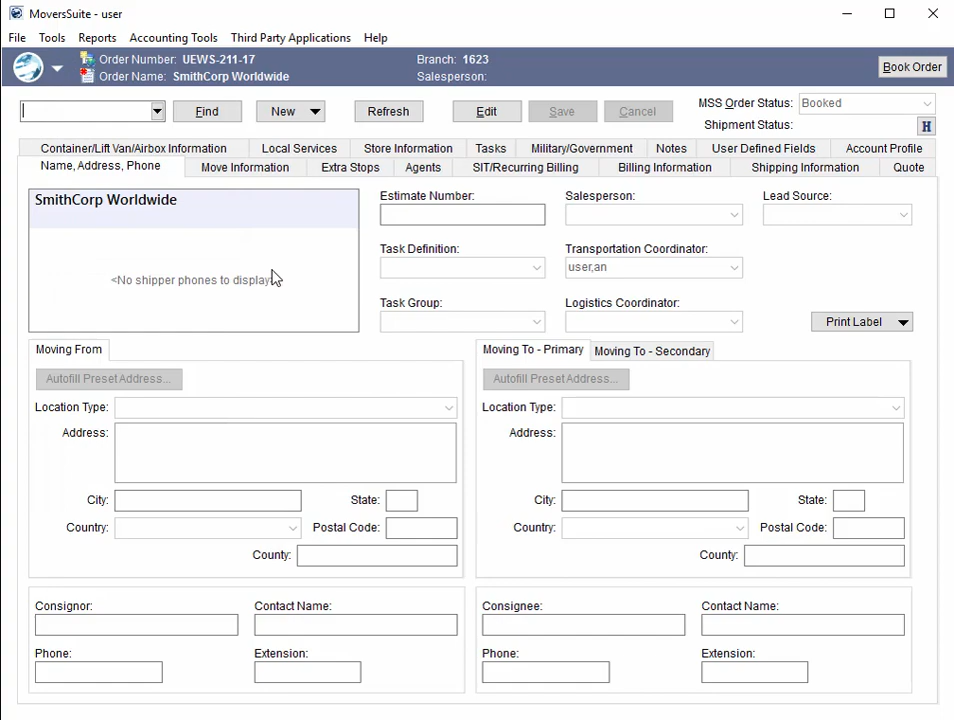 MoversSuite - user
File Tools Reports Accounting Tools Third Party Applications Help
Order Number: UEWS-211-17 Branch: 1623
Order Name: SmithCorp Worldwide Salesperson: Book Order
Find New Refresh Edit Save Cancel MSS Order Status: Booked
Shipment Status: H
Container/Lift Van/Airbox Information Local Services Store Information Tasks Military/Government Notes User Defined Fields Account Profile
Name, Address, Phone Move Information Extra Stops Agents SIT/Recurring Billing Billing Information Shipping Information Quote
SmithCorp Worldwide Estimate Number: Salesperson: Lead Source:
Task Definition: Transportation Coordinator:
<No shipper phones to display> user,an
Task Group: Logistics Coordinator:
Print Label
Moving From Moving To - Primary Moving To - Secondary
Autofill Preset Address... Autofill Preset Address...
Location Type: Location Type:
Address: Address:
City: State: City: State:
Country: Postal Code: Country: Postal Code:
County: County:
Consignor: Contact Name: Consignee: Contact Name:
Phone: Extension: Phone: Extension: